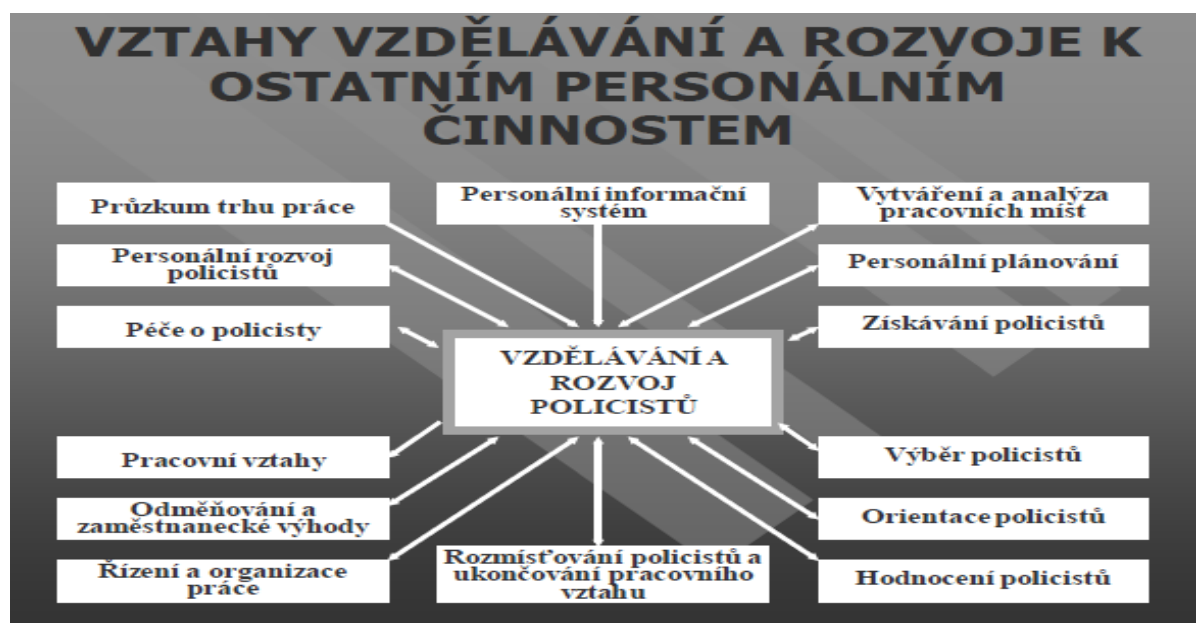 VZTAHY VZDĚLÁVÁNÍ A ROZVOJE K
OSTATNÍM PERSONÁLNÍM
ČINNOSTEM
Průzkum trhu práce
Personální informační
systém
Vytváření a analýza
pracovních míst
Personální rozvoj
policistů
Personální plánování
Péče o policisty
Získávání policistů
VZDĚLÁVÁNÍ A
ROZVOJ
POLICISTŮ
Pracovní vztahy
Výběr policistů
Odměňování a
zaměstnanecké výhody
Orientace policistů
Řízení a organizace
práce
Rozmísťování policistů a
ukončování pracovního
vztahu
Hodnocení policistů